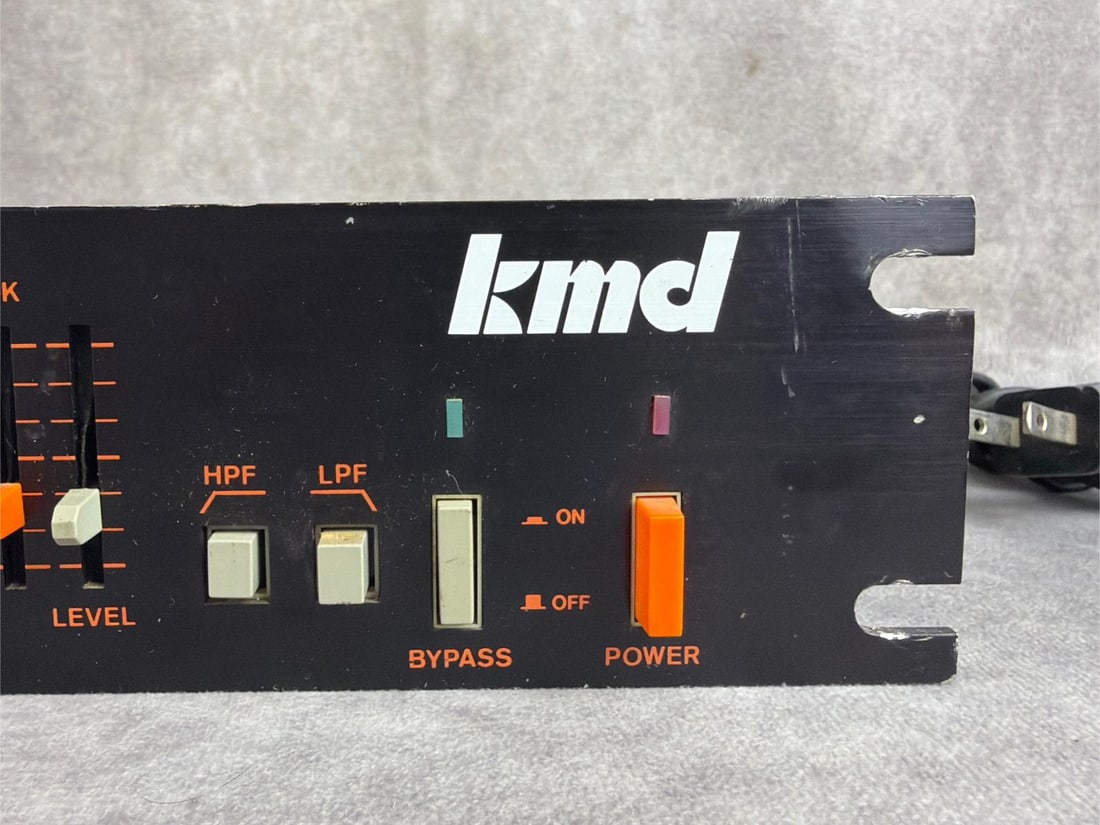 kmd
K
HPF
LPF
ON
OFF
LEVEL
BYPASS
POWER